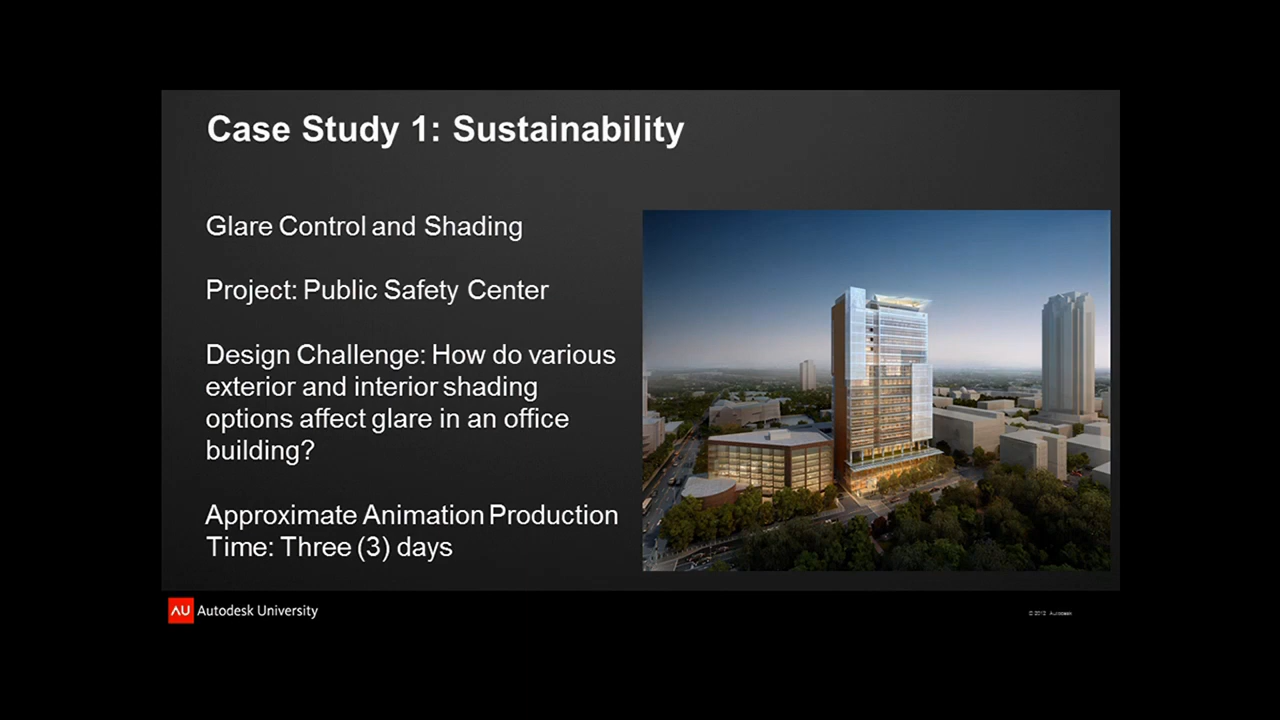 Case Study 1: Sustainability
Glare Control and Shading
Project: Public Safety Center
Design Challenge: How do various
exterior and interior shading
options affect glare in an office
building?
Approximate Animation Production
Time: Three (3) days
AU Autodesk University
© 2012 Autodesk